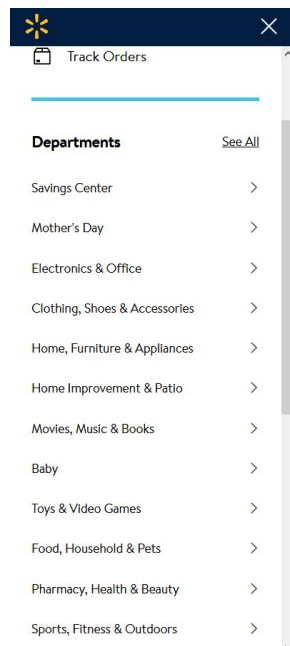 Track Orders
Departments See All
Savings Center
Mother's Day
Electronics & Office
Clothing, Shoes & Accessories
Home, Furniture & Appliances
Home Improvement & Patio
Movies, Music & Books
Baby
Toys & Video Games
Food, Household & Pets
Pharmacy, Health & Beauty
Sports, Fitness & Outdoors